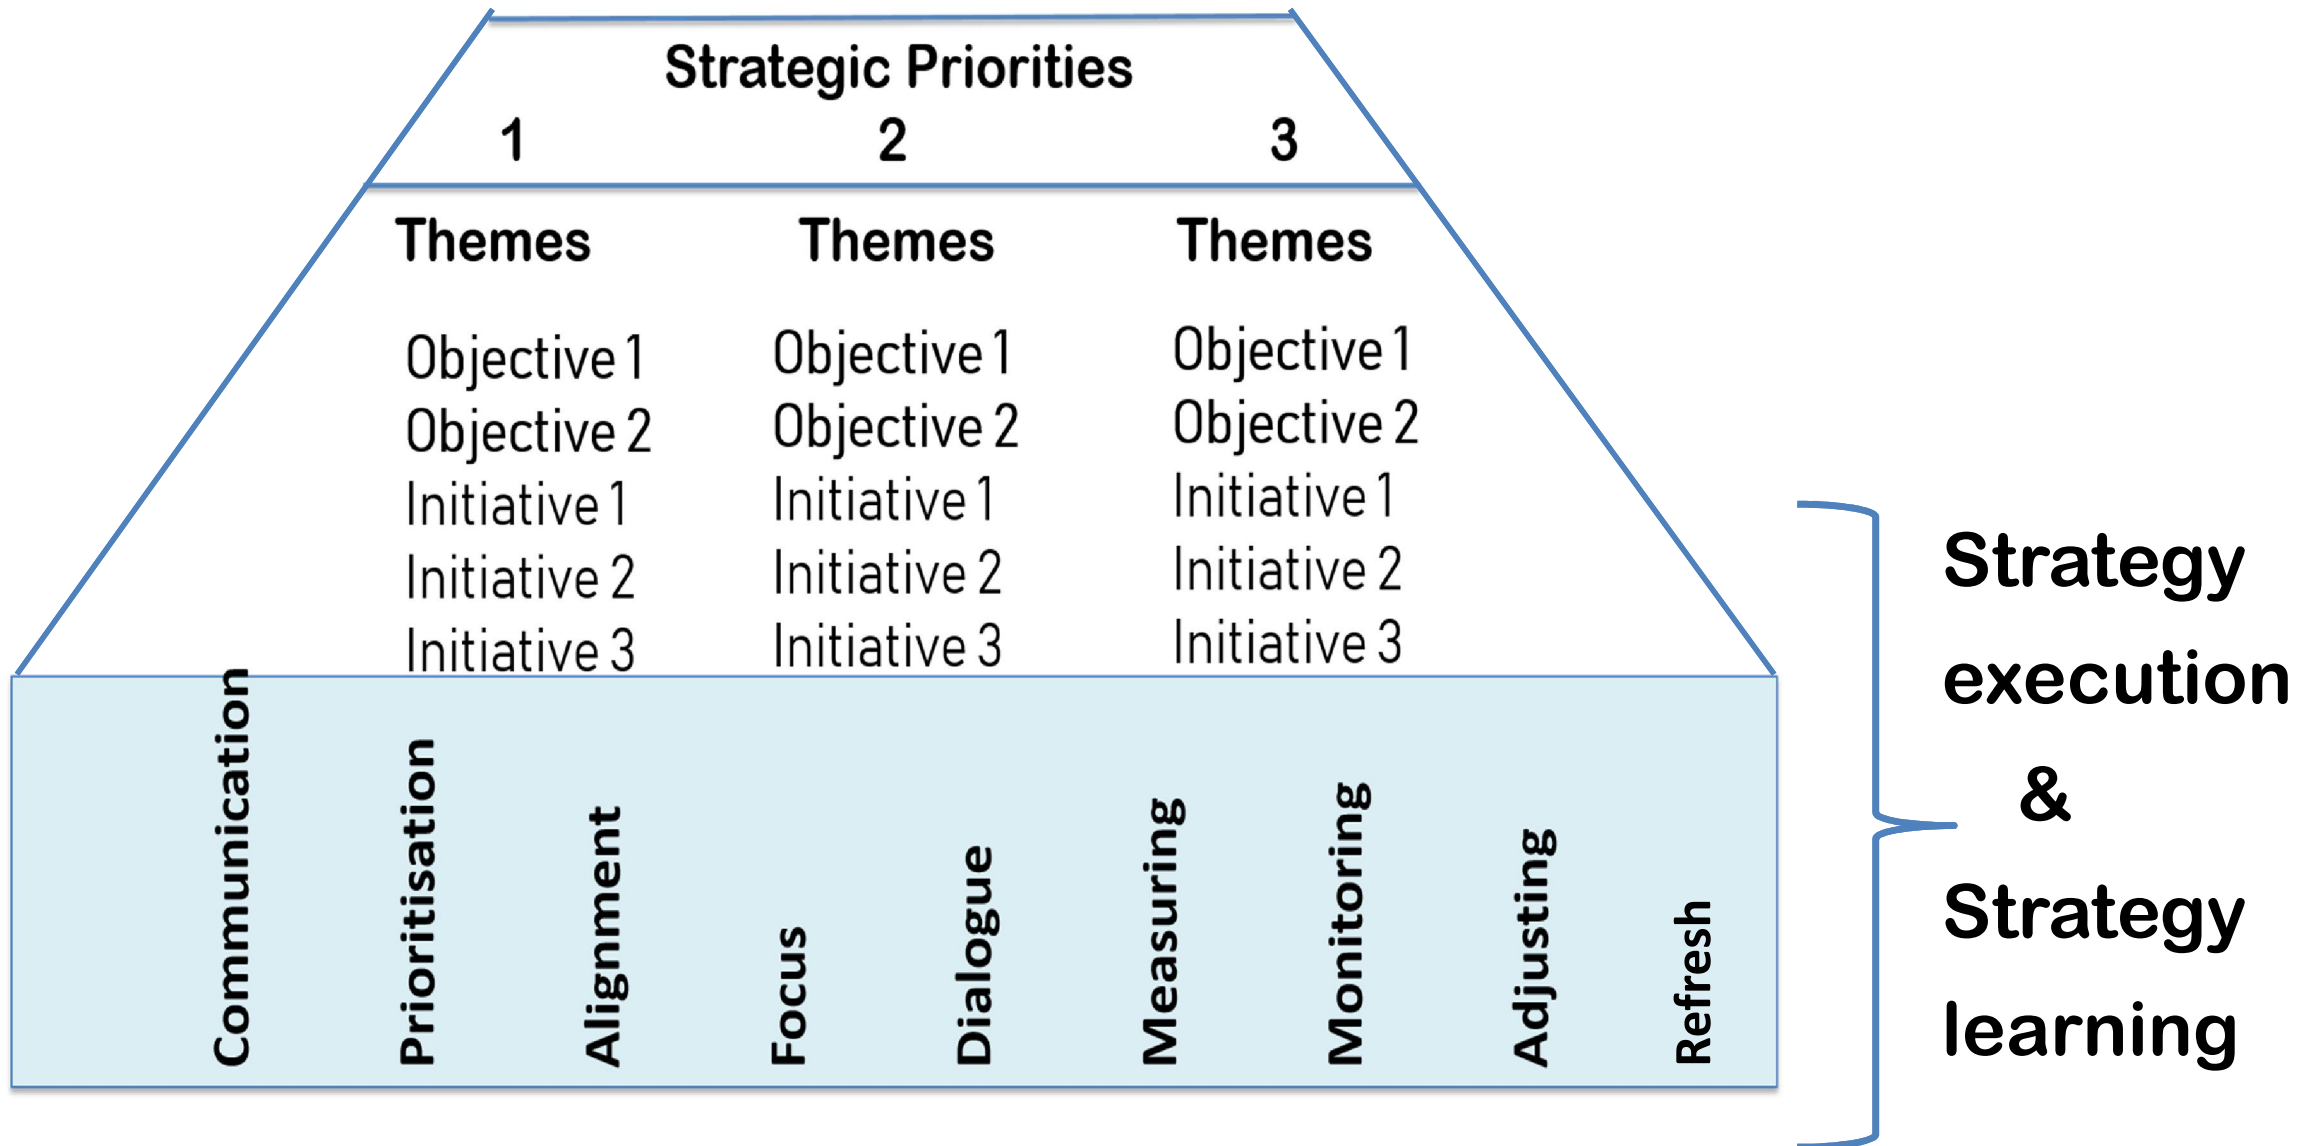 Strategic Priorities
1 2 3
Themes Themes Themes
Objective 1 Objective 1 Objective 1
Objective 2 Objective 2 Objective 2
Initiative 1 Initiative 1 Initiative 1
Initiative 2 Initiative 2 Initiative 2
Initiative 3 Initiative 3 Initiative 3
Communication
Prioritisation
Alignment
Focus
Dialogue
Measuring
Monitoring
Adjusting
Refresh
Strategy
execution
&
Strategy
learning